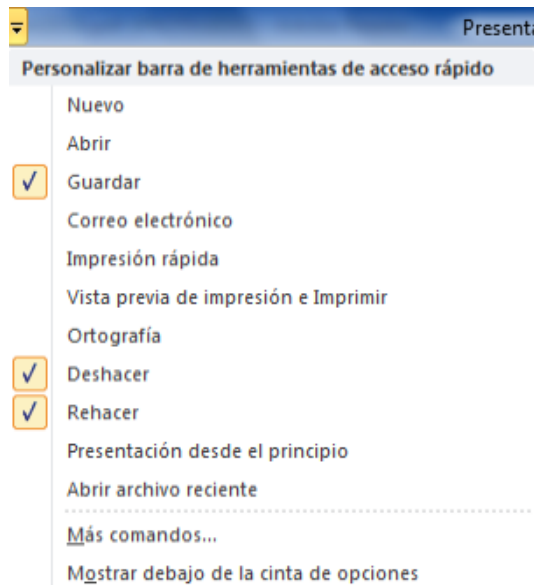 Presenta
Personalizar barra de herramientas de acceso rápido
Nuevo
Abrir
Guardar
Correo electrónico
Impresión rápida
Vista previa de impresión e Imprimir
Ortografía
Deshacer
Rehacer
Presentación desde el principio
Abrir archivo reciente
Más comandos...
Mostrar debajo de la cinta de opciones